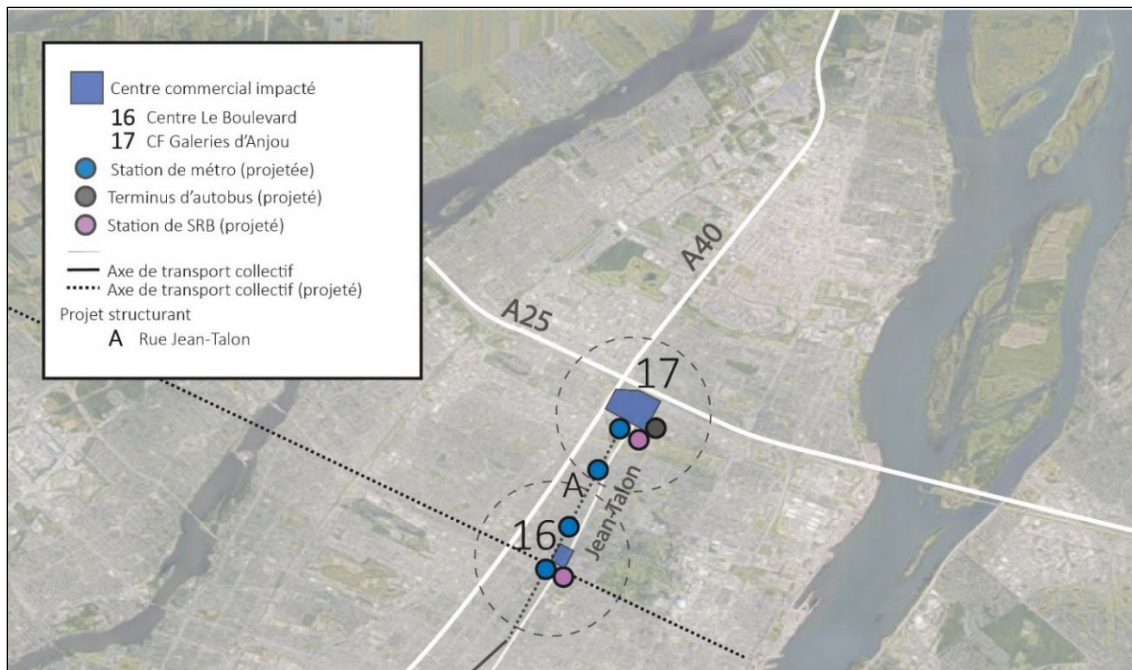 Centre commercial impacté
16 Centre Le Boulevard
17 CF Galeries d'Anjou
Station de métro (projetée)
Terminus d'autobus (projeté)
Station de SRB (projeté)
Axe de transport collectif
Axe de transport collectif (projeté)
Projet structurant
A Rue Jean-Talon
A40
A25
17
A
Jean-Talon
16